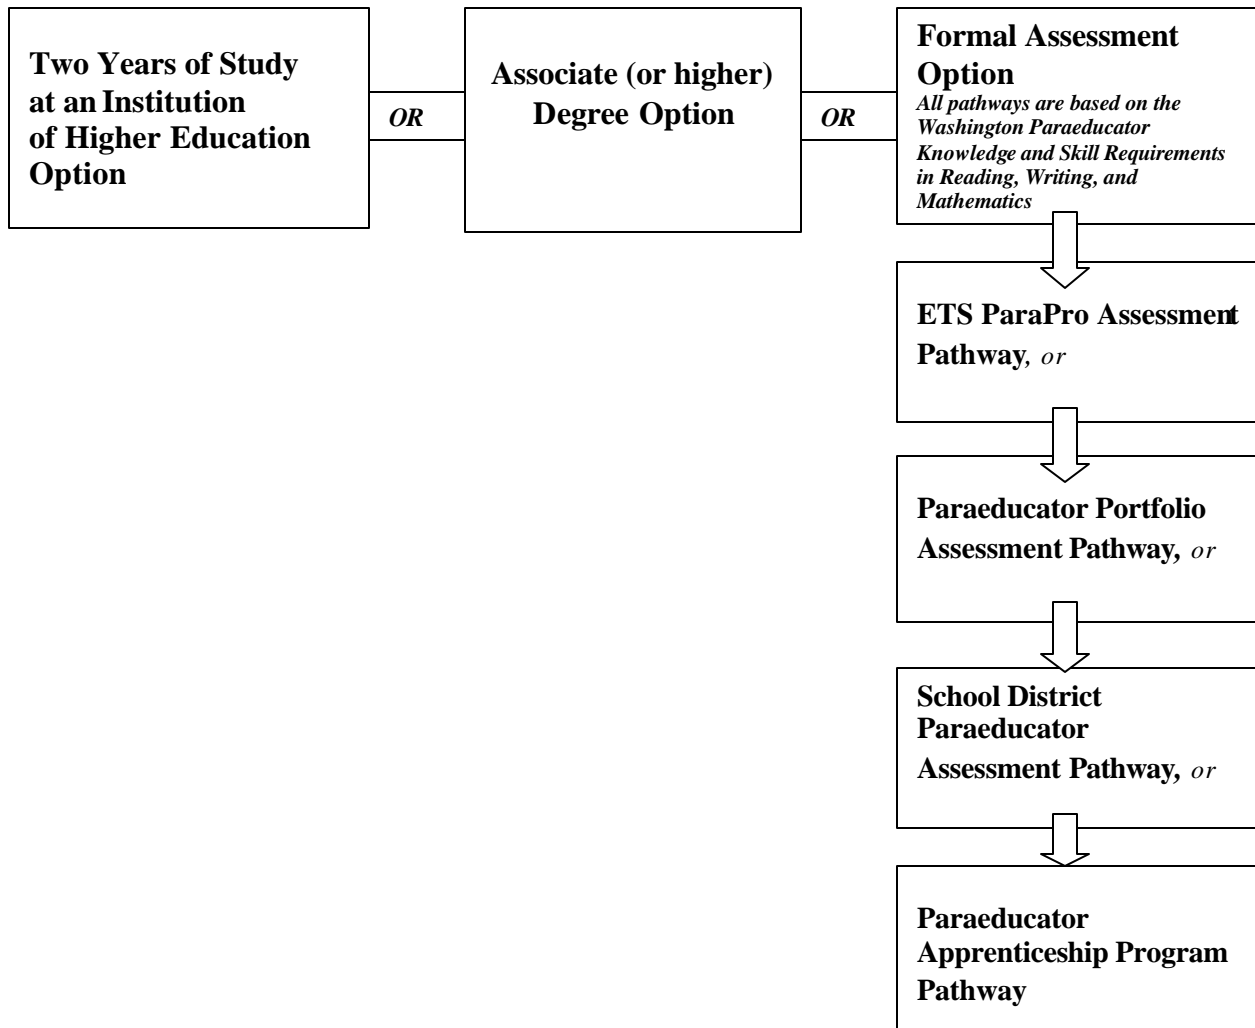 Two Years of Study
at an Institution
of Higher Education
Option
OR
Associate (or higher)
Degree Option
OR
Formal Assessment
Option
All pathways are based on the
Washington Paraeducator
Knowledge and Skill Requirements
in Reading, Writing, and
Mathematics
ETS ParaPro Assessment
Pathway, or
Paraeducator Portfolio
Assessment Pathway, or
School District
Paraeducator
Assessment Pathway, or
Paraeducator
Apprenticeship Program
Pathway